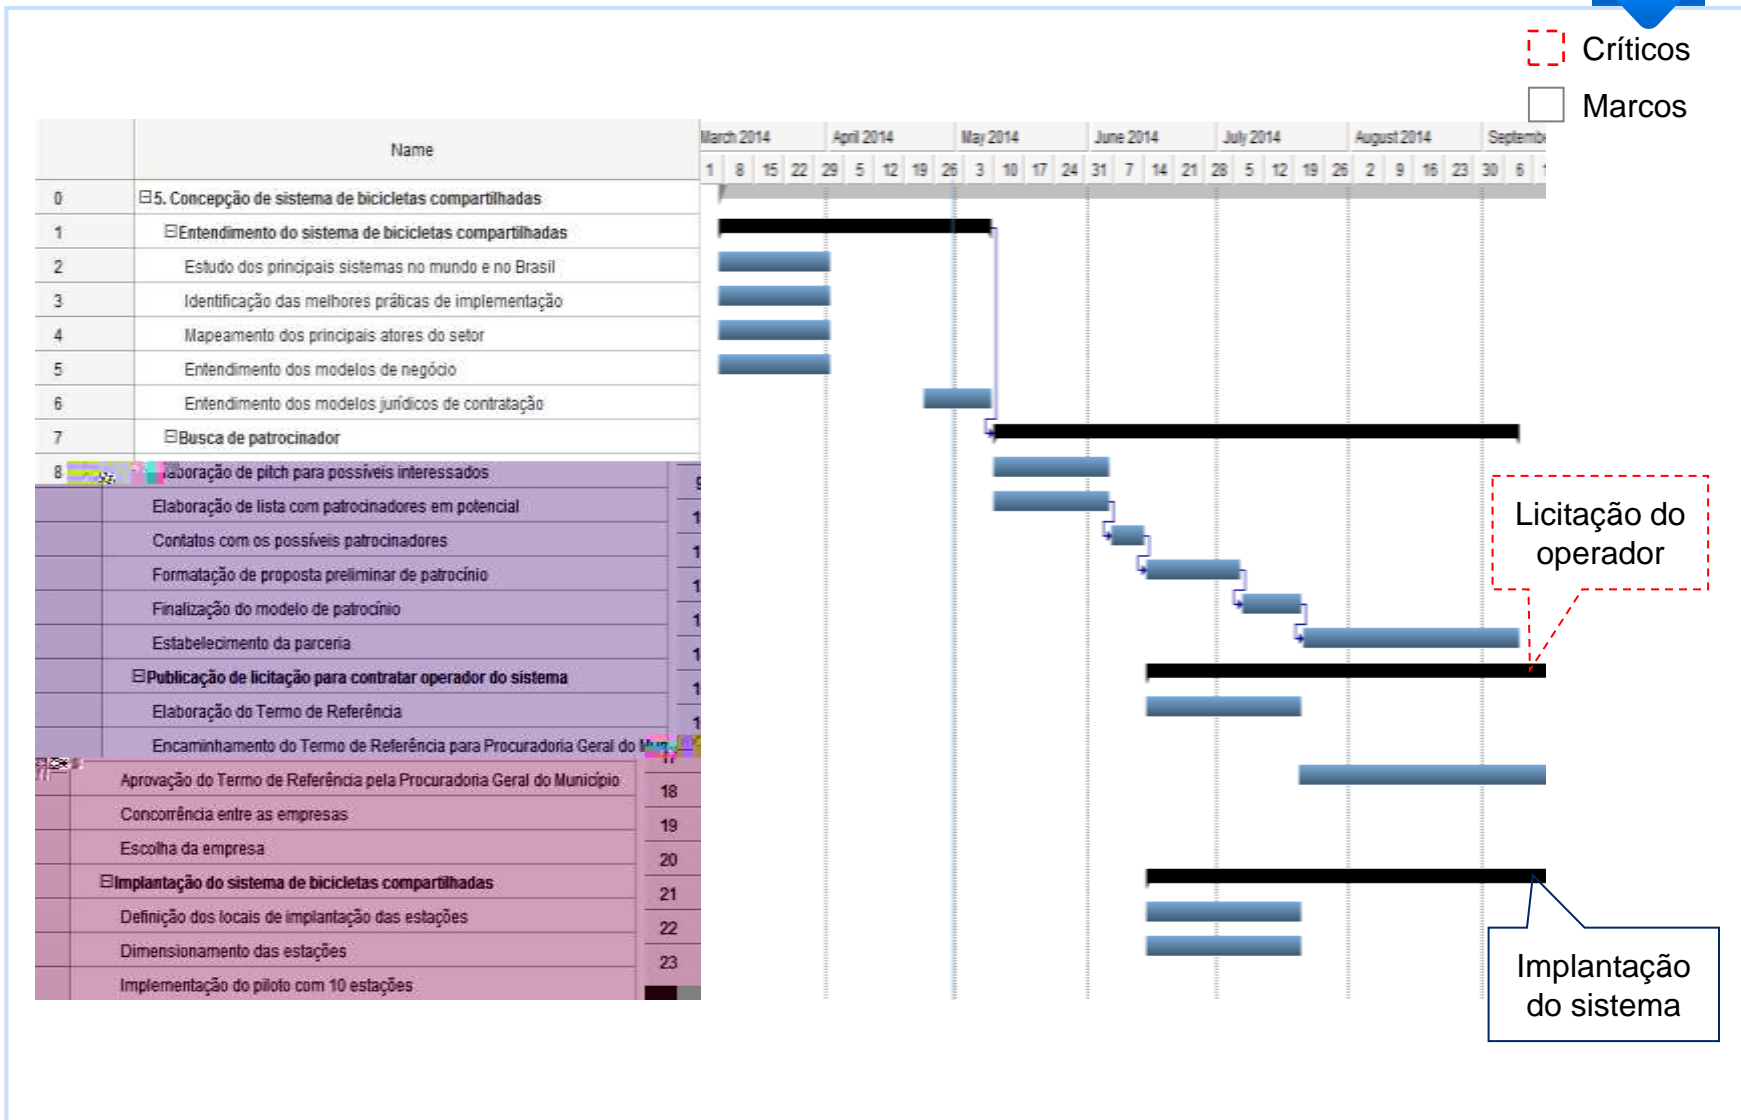 Críticos
Marcos
Name
March 2014 April 2014 May 2014 June 2014 July 2014 August 2014
1 8 15 22 29 5 12 19 26 3 10 17 24 31 7 14 21 28 5 12 19 26 2 9 16 23 30 6
0 5. Concepção de sistema de bicicletas compartilhadas
1 Entendimento do sistema de bicicletas compartilhadas
2 Estudo dos principais sistemas no mundo e no Brasil
3 Identificação das melhores práticas de implementação
4 Mapeamento dos principais atores do setor
5 Entendimento dos modelos de negócio
6 Entendimento dos modelos jurídicos de contratação
7 Busca de patrocinador
8 de pitch para possíveis interessados
Elaboração de lista com patrocinadores em potencial
Contatos com os possíveis patrocinadores
Formatação de proposta preliminar de patrocínio
Finalização do modelo de patrocínio
Estabelecimento da parceria
Publicação de licitação para contratar operador do sistema
Elaboração do Termo de Referência
Encaminhamento do Termo de Referência para Procuradoria Geral do
17
Aprovação do Termo de Referência pela Procuradoria Geral do Município
18
Concorrência entre as empresas
19
Escolha da empresa
20
Implantação do sistema de bicicletas compartilhadas
21
Definição dos locais de implantação das estações
22
Dimensionamento das estações
23
Implementação do piloto com 10 estações
Licitação do
operador
Implantação
do sistema